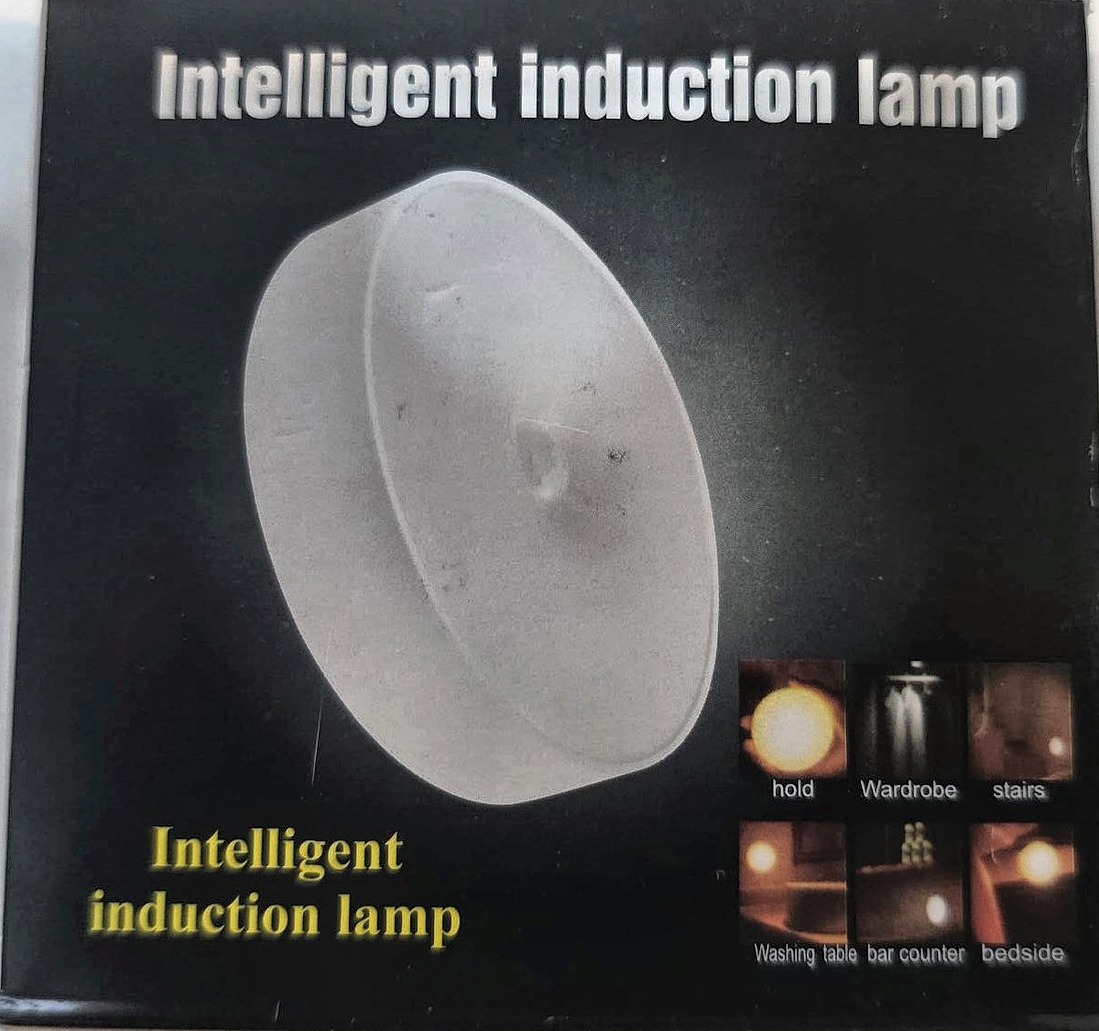 Intelligent induction lamp
hold Wardrobe stairs
Intelligent
induction lamp
Washing table bar counter bedside